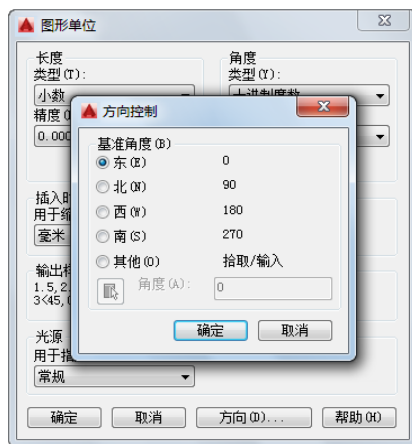 图形单位
长度
类型(T):
小数
精度(
0.000
角度
类型(Y):
十进制度数
方向控制
基准角度(B)
东(E) 0
北(N) 90
西(W) 180
南(S) 270
其他(O) 拾取/输入
角度(A): 0
确定 取消
插入时
用于缩
毫米
输出样
1.5,2.
3<45,0
光源
用于指
常规
确定 取消 方向(D)... 帮助(H)